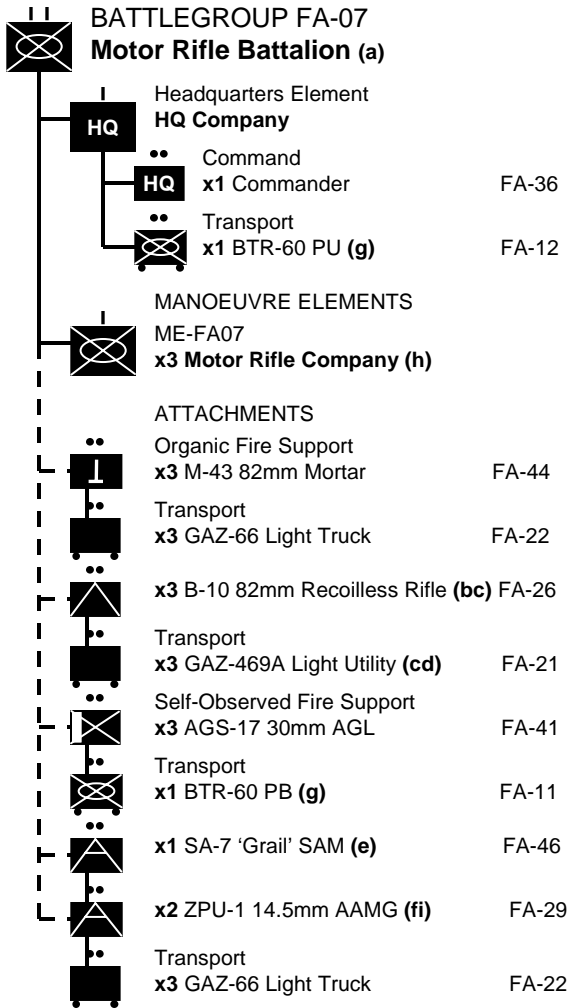 BATTLEGROUP FA-07
Motor Rifle Battalion (a)
Headquarters Element
HQ HQ Company
Command
HQ x1 Commander FA-36
Transport
x1 BTR-60 PU (g) FA-12
MANOEUVRE ELEMENTS
ME-FA07
x3 Motor Rifle Company (h)
ATTACHMENTS
Organic Fire Support
x3 M-43 82mm Mortar FA-44
Transport
x3 GAZ-66 Light Truck FA-22
x3 B-10 82mm Recoilless Rifle (bc) FA-26
Transport
x3 GAZ-469A Light Utility (cd) FA-21
Self-Observed Fire Support
x3 AGS-17 30mm AGL FA-41
Transport
x1 BTR-60 PB (g) FA-11
x1 SA-7 ‘Grail’ SAM (e) FA-46
x2 ZPU-1 14.5mm AAMG (fi) FA-29
Transport
x3 GAZ-66 Light Truck FA-22